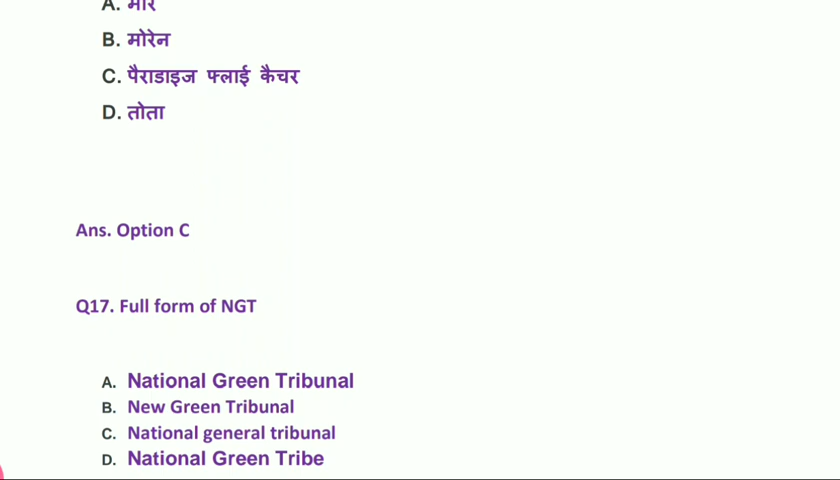 A. मोर
B. मोरेन
C. पैराडाइज फ्लाई कैचर
D. तोता
Ans. Option C
Q17. Full form of NGT
A. National Green Tribunal
B. New Green Tribunal
C. National general tribunal
D. National Green Tribe